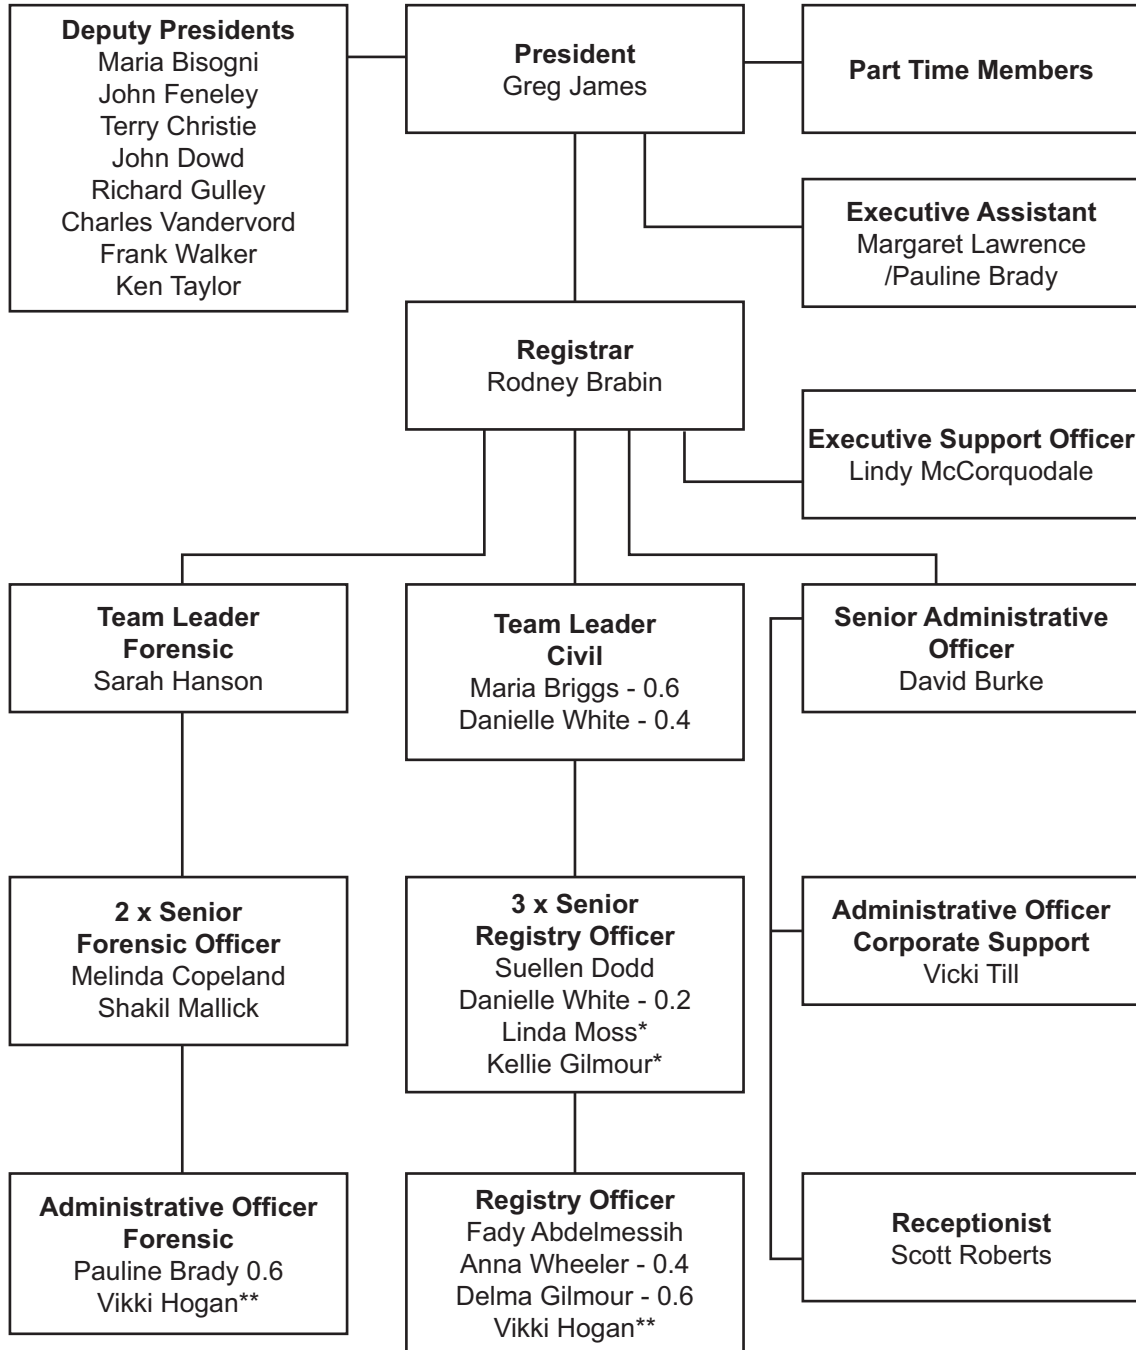 Deputy Presidents
Maria Bisogni
John Feneley
Terry Christie
John Dowd
Richard Gulley
Charles Vandervord
Frank Walker
Ken Taylor
President
Greg James
Part Time Members
Executive Assistant
Margaret Lawrence
/Pauline Brady
Registrar
Rodney Brabin
Executive Support Officer
Lindy McCorquodale
Team Leader
Forensic
Sarah Hanson
Team Leader
Civil
Maria Briggs - 0.6
Danielle White - 0.4
Senior Administrative
Officer
David Burke
2 x Senior
Forensic Officer
Melinda Copeland
Shakil Mallick
3 x Senior
Registry Officer
Suellen Dodd
Danielle White - 0.2
Linda Moss*
Kellie Gilmour*
Administrative Officer
Corporate Support
Vicki Till
Administrative Officer
Forensic
Pauline Brady 0.6
Vikki Hogan**
Registry Officer
Fady Abdelmessih
Anna Wheeler - 0.4
Delma Gilmour - 0.6
Vikki Hogan**
Receptionist
Scott Roberts